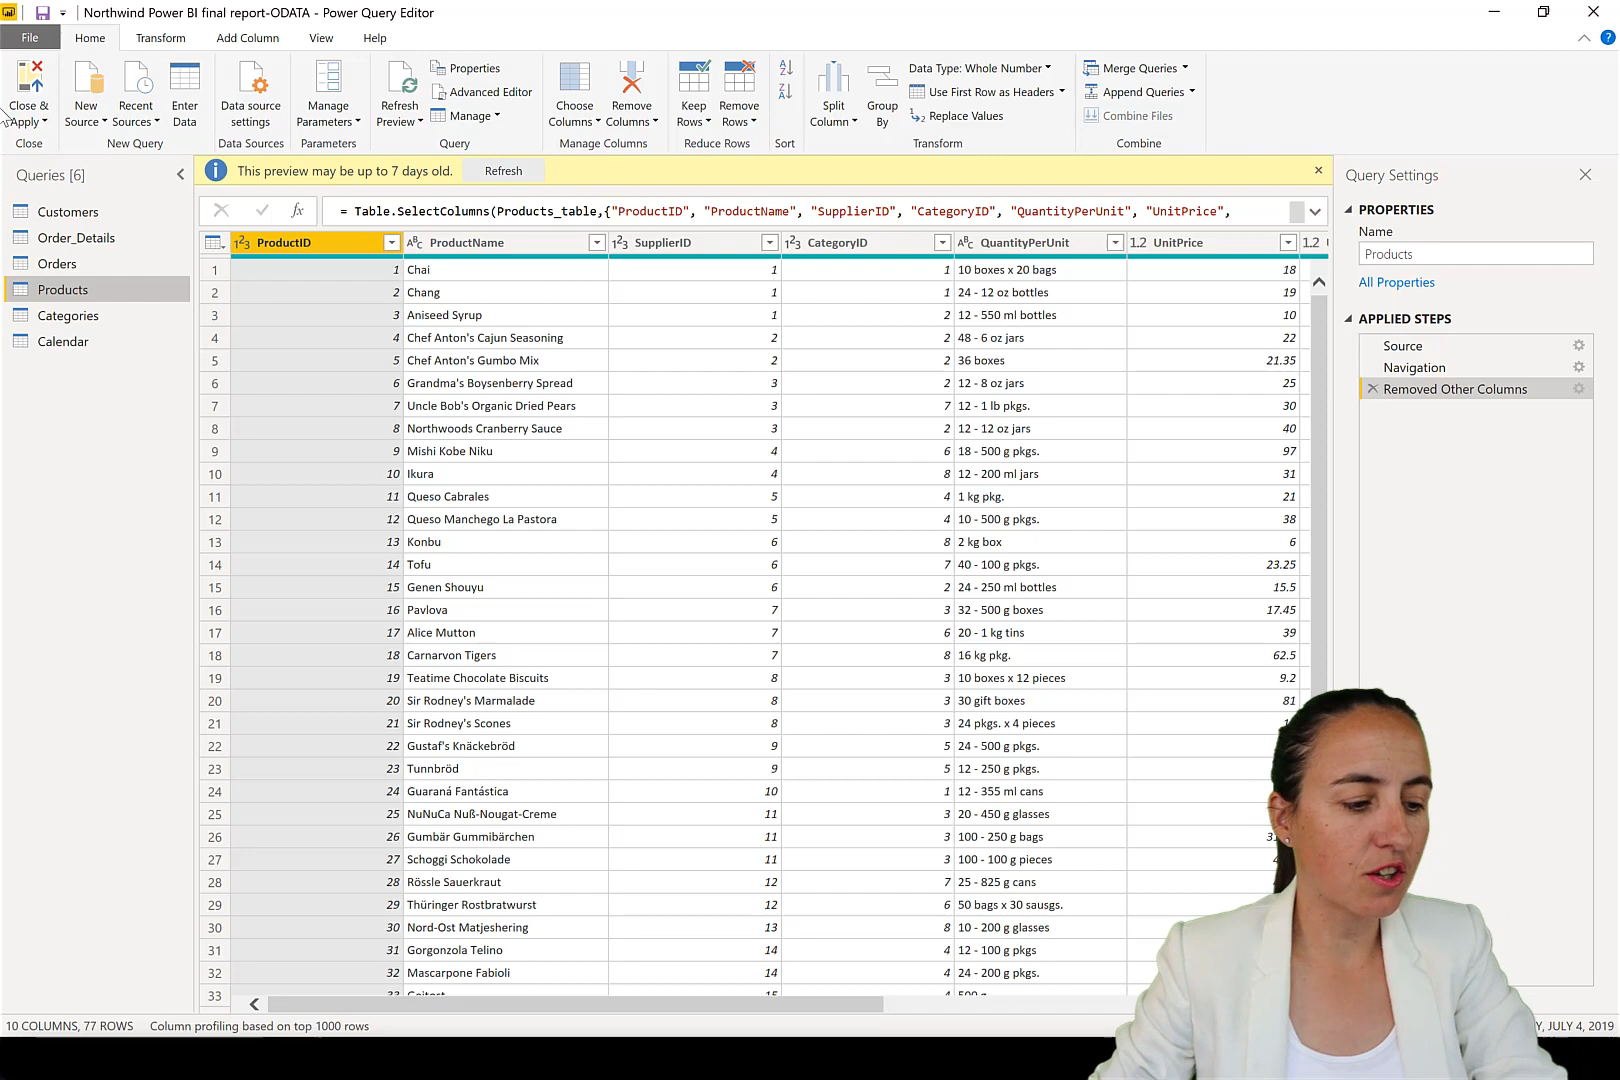 Northwind Power BI final report-ODATA - Power Query Editor
File Home Transform Add Column View Help
Close & Apply
New Source
Recent Sources
Enter Data
Data source settings
Manage Parameters
Refresh Preview
Properties
Advanced Editor
Manage
Choose Columns
Remove Columns
Keep Rows
Remove Rows
Split Column
Group By
Data Type: Whole Number
Use First Row as Headers
Replace Values
Merge Queries
Append Queries
Combine Files
Close New Query Data Sources Parameters Query Manage Columns Reduce Rows Sort Transform Combine
Queries [6]
Customers
Order_Details
Orders
Products
Categories
Calendar
This preview may be up to 7 days old. Refresh
fx = Table.SelectColumns(Products_table,{"ProductID", "ProductName", "SupplierID", "CategoryID", "QuantityPerUnit", "UnitPrice",
ProductID ProductName SupplierID CategoryID QuantityPerUnit 1.2 UnitPrice 1.2
1 1 Chai 1 1 10 boxes x 20 bags 18
2 2 Chang 1 1 24 - 12 oz bottles 19
3 3 Aniseed Syrup 1 2 12 - 550 ml bottles 10
4 4 Chef Anton's Cajun Seasoning 2 2 48 - 6 oz jars 22
5 5 Chef Anton's Gumbo Mix 2 2 36 boxes 21.35
6 6 Grandma's Boysenberry Spread 3 2 12 - 8 oz jars 25
7 7 Uncle Bob's Organic Dried Pears 3 7 12 - 1 lb pkgs. 30
8 8 Northwoods Cranberry Sauce 3 2 12 - 12 oz jars 40
9 9 Mishi Kobe Niku 4 6 18 - 500 g pkgs. 97
10 10 Ikura 4 8 12 - 200 ml jars 31
11 11 Queso Cabrales 5 4 1 kg pkg. 21
12 12 Queso Manchego La Pastora 5 4 10 - 500 g pkgs. 38
13 13 Konbu 6 8 2 kg box 6
14 14 Tofu 6 7 40 - 100 g pkgs. 23.25
15 15 Genen Shouyu 6 2 24 - 250 ml bottles 15.5
16 16 Pavlova 7 3 32 - 500 g boxes 17.45
17 17 Alice Mutton 7 6 20 - 1 kg tins 39
18 18 Carnarvon Tigers 7 8 16 kg pkg. 62.5
19 19 Teatime Chocolate Biscuits 8 3 10 boxes x 12 pieces 9.2
20 20 Sir Rodney's Marmalade 8 3 30 gift boxes 81
21 21 Sir Rodney's Scones 8 3 24 pkgs. x 4 pieces
22 22 Gustaf's Knäckebröd 9 5 24 - 500 g pkgs.
23 23 Tunnbröd 9 5 12 - 250 g pkgs.
24 24 Guaraná Fantástica 10 1 12 - 355 ml cans
25 25 NuNuCa Nuß-Nougat-Creme 11 3 20 - 450 g glasses
26 26 Gumbär Gummibärchen 11 3 100 - 250 g bags
27 27 Schoggi Schokolade 11 3 100 - 100 g pieces
28 28 Rössle Sauerkraut 12 7 25 - 825 g cans
29 29 Thüringer Rostbratwurst 12 6 50 bags x 30 sausgs.
30 30 Nord-Ost Matjeshering 13 8 10 - 200 g glasses
31 31 Gorgonzola Telino 14 4 12 - 100 g pkgs
32 32 Mascarpone Fabioli 14 4 24 - 200 g pkgs.
33
Query Settings
PROPERTIES
Name
Products
All Properties
APPLIED STEPS
Source
Navigation
Removed Other Columns
10 COLUMNS, 77 ROWS Column profiling based on top 1000 rows
JULY 4, 2019